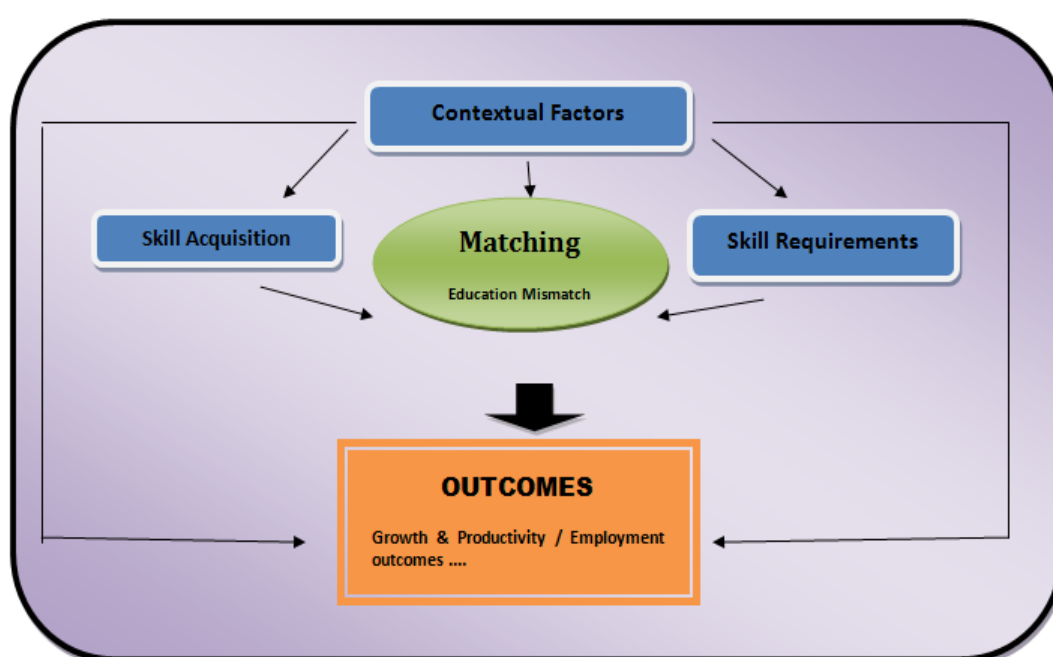 Contextual Factors
Skill Acquisition
Matching
Education Mismatch
Skill Requirements
OUTCOMES
Growth & Productivity / Employment
outcomes ....